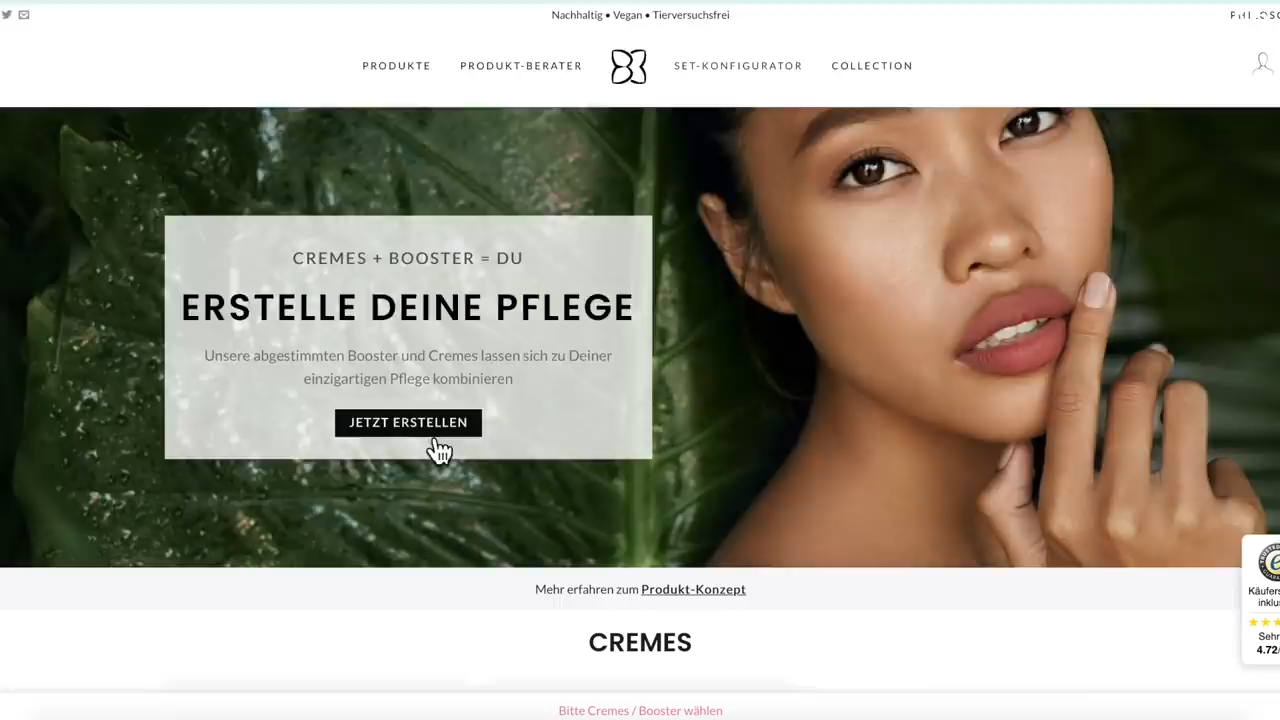 Nachhaltig • Vegan • Tierversuchsfrei
PRODUKTE
PRODUKT-BERATER
SET-KONFIGURATOR
COLLECTION
CREMES + BOOSTER = DU
ERSTELLE DEINE PFLEGE
Unsere abgestimmten Booster und Cremes lassen sich zu Deiner
einzigartigen Pflege kombinieren
JETZT ERSTELLEN
Mehr erfahren zum Produkt-Konzept
CREMES
Käufers
inklu
Sehr
4.72/
Bitte Cremes / Booster wählen